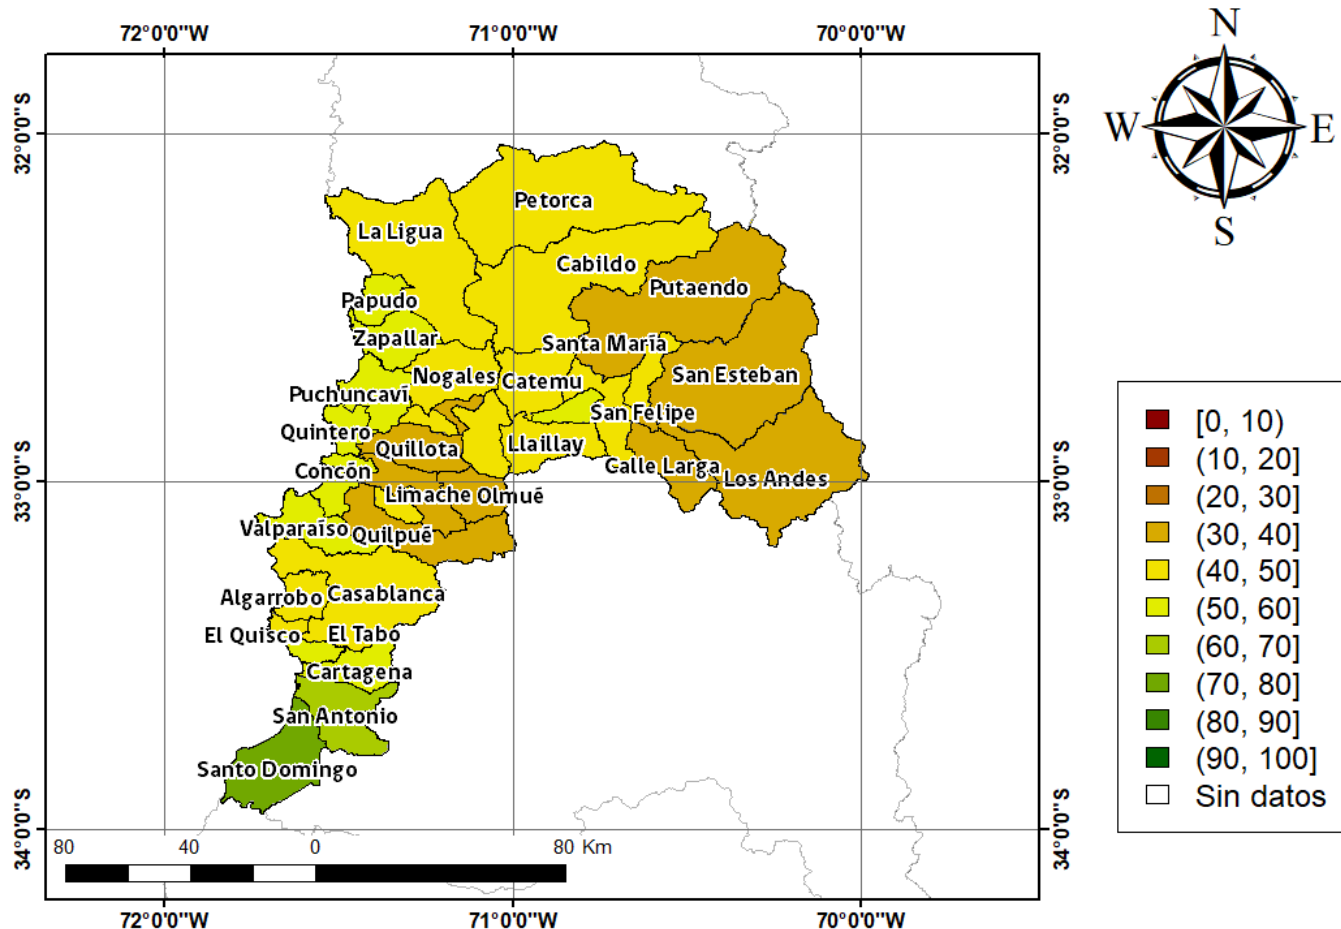 72°0'0"W 71°0'0"W 70°0'0"W
N
W E
S
32°0'0"S 32°0'0"S
Petorca
La Ligua
Cabildo
Putaendo
Papudo
Zapallar
Santa María
Nogales Catemu San Esteban
Puchuncaví
San Felipe
Quintero
Quillota Llaillay
Concón Calle Larga Los Andes
33°0'0"S 33°0'0"S
Limache Olmué
Valparaíso Quilpué
Algarrobo Casablanca
El Quisco El Tabo
Cartagena
San Antonio
Santo Domingo
34°0'0"S 34°0'0"S
80 40 0 80 Km
72°0'0"W 71°0'0"W 70°0'0"W
[0, 10)
(10, 20]
(20, 30]
(30, 40]
(40, 50]
(50, 60]
(60, 70]
(70, 80]
(80, 90]
(90, 100]
Sin datos